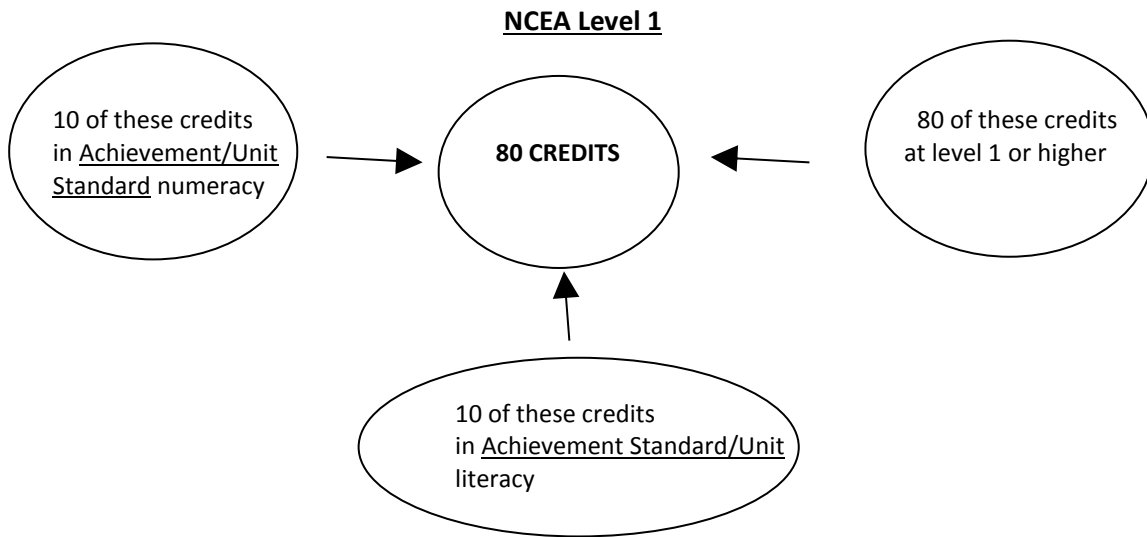 NCEA Level 1
10 of these credits
in Achievement/Unit
Standard numeracy
80 CREDITS
80 of these credits
at level 1 or higher
10 of these credits
in Achievement Standard/Unit
literacy